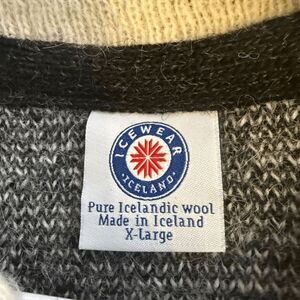 ICEWEAR
ICELAND
Pure Icelandic wool
Made in Iceland
X-Large